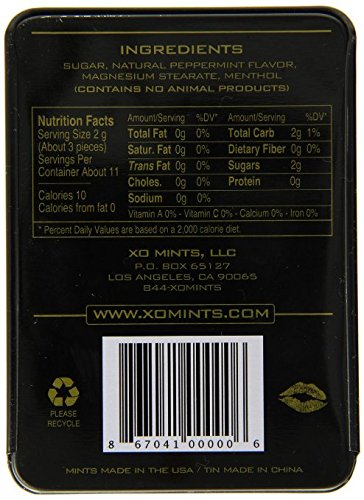 INGREDIENTS
SUGAR, NATURAL PEPPERMINT FLAVOR,
MAGNESIUM STEARATE, MENTHOL
(CONTAINS NO ANIMAL PRODUCTS)
Nutrition Facts
Serving Size 2 g
(About 3 pieces)
Servings Per
Container About 11
Calories 10
Calories from fat 0
Amount/Serving %DV* Amount/Serving %DV*
Total Fat 0g 0% Total Carb 2g 1%
Satur. Fat 0g 0% Dietary Fiber 0g 0%
Trans Fat 0g 0% Sugars 2g
Choles. 0g 0% Protein 0g
Sodium 0g 0%
Vitamin A 0% - Vitamin C 0% - Calcium 0% - Iron 0%
* Percent Daily Values are based on a 2,000 calorie diet.
XO MINTS, LLC
P.O. BOX 65127
LOS ANGELES, CA 90065
844-XOMINTS
WWW.XOMINTS.COM
PLEASE
RECYCLE
8 67041 00000 6
MINTS MADE IN THE USA / TIN MADE IN CHINA